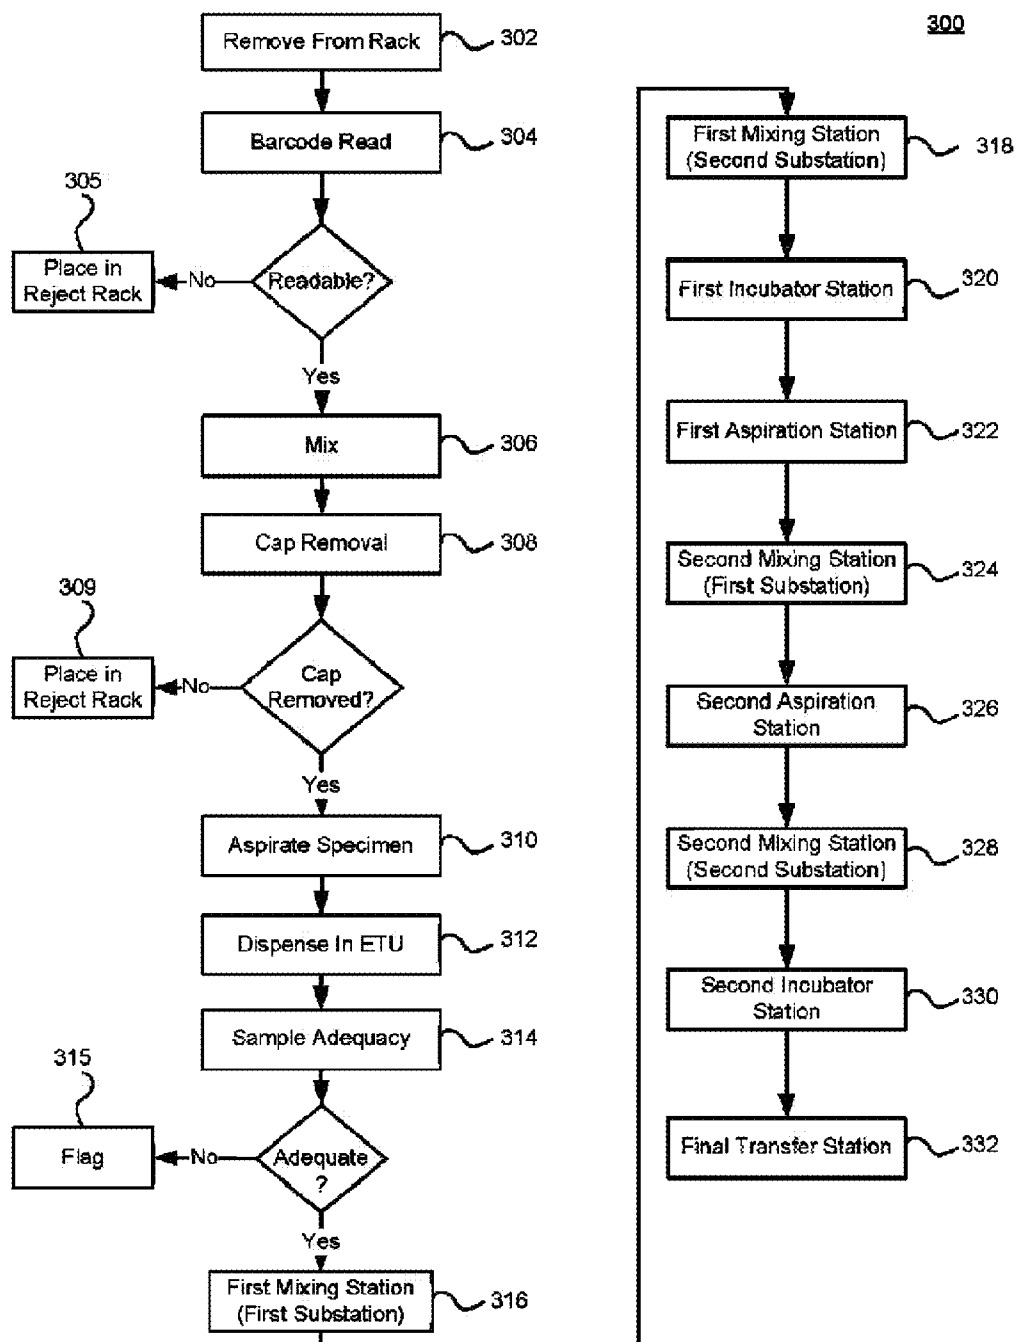 300
Remove From Rack
302
Barcode Read
304
305
Place in
Reject Rack
No
Readable?
Yes
Mix
306
Cap Removal
308
309
Place in
Reject Rack
No
Cap
Removed?
Yes
Aspirate Specimen
310
Dispense In ETU
312
Sample Adequacy
314
315
Flag
No
Adequate
?
Yes
First Mixing Station
(First Substation)
316
First Mixing Station
(Second Substation)
318
First Incubator Station
320
First Aspiration Station
322
Second Mixing Station
(First Substation)
324
Second Aspiration
Station
326
Second Mixing Station
(Second Substation)
328
Second Incubator
Station
330
Final Transfer Station
332